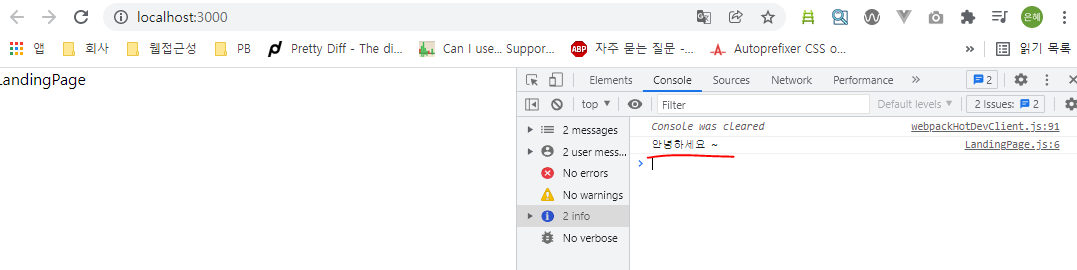 localhost:3000
은혜
앱 회사 웹접근성 PB Pretty Diff - The di... Can I use... Suppor... ABP 자주 묻는 질문 -... Autoprefixer CSS o... » 읽기 목록
LandingPage
Elements Console Sources Network Performance » 2
top Filter Default levels 2 Issues: 2
2 messages
2 user mess...
No errors
No warnings
2 info
No verbose
Console was cleared webpackHotDevClient.js:91
안녕하세요 ~ LandingPage.js:6